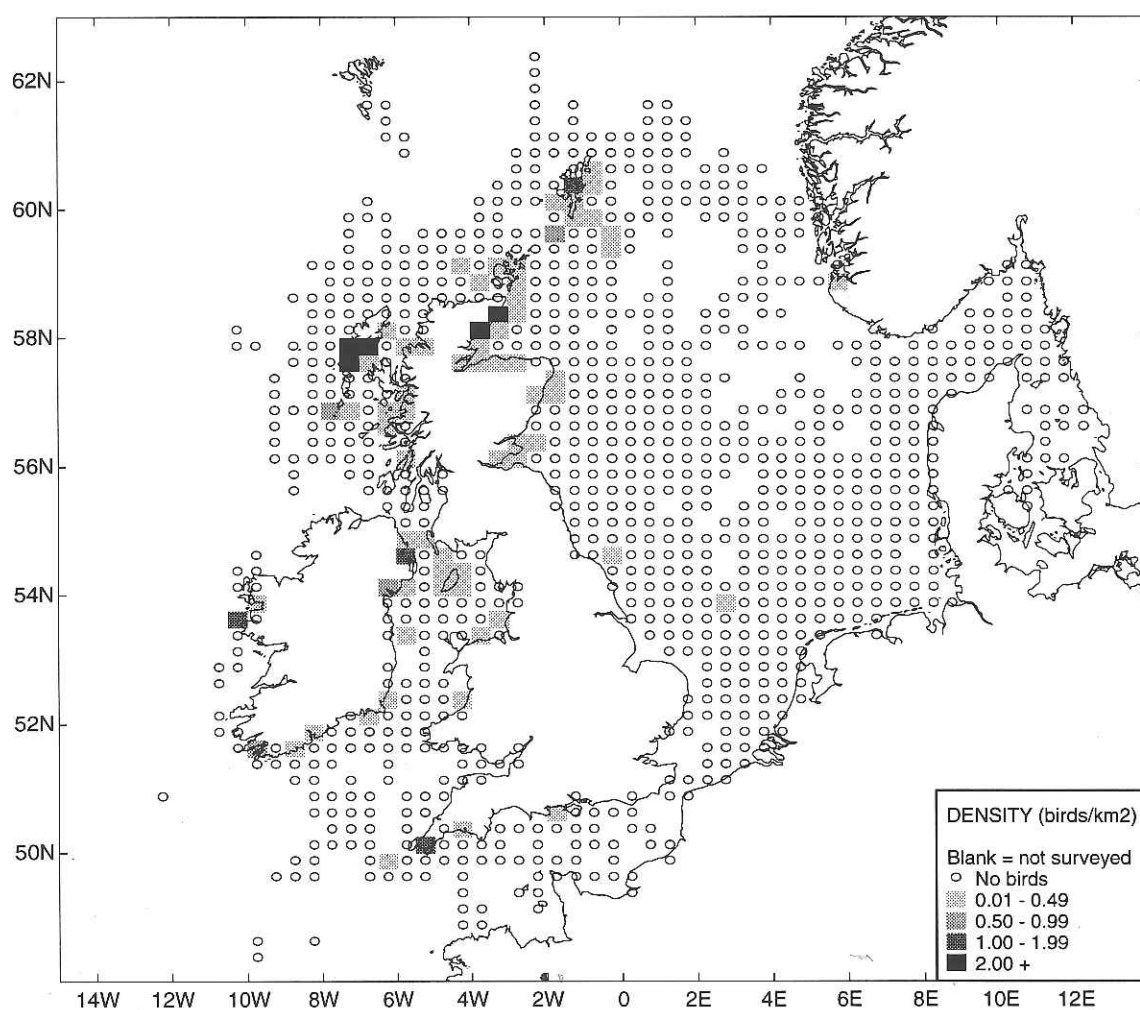 62N
60N
58N
56N
54N
52N
50N
DENSITY (birds/km2)
Blank = not surveyed
No birds
0.01 - 0.49
0.50 - 0.99
1.00 - 1.99
2.00 +
14W 12W 10W 8W 6W 4W 2W 0 2E 4E 6E 8E 10E 12E